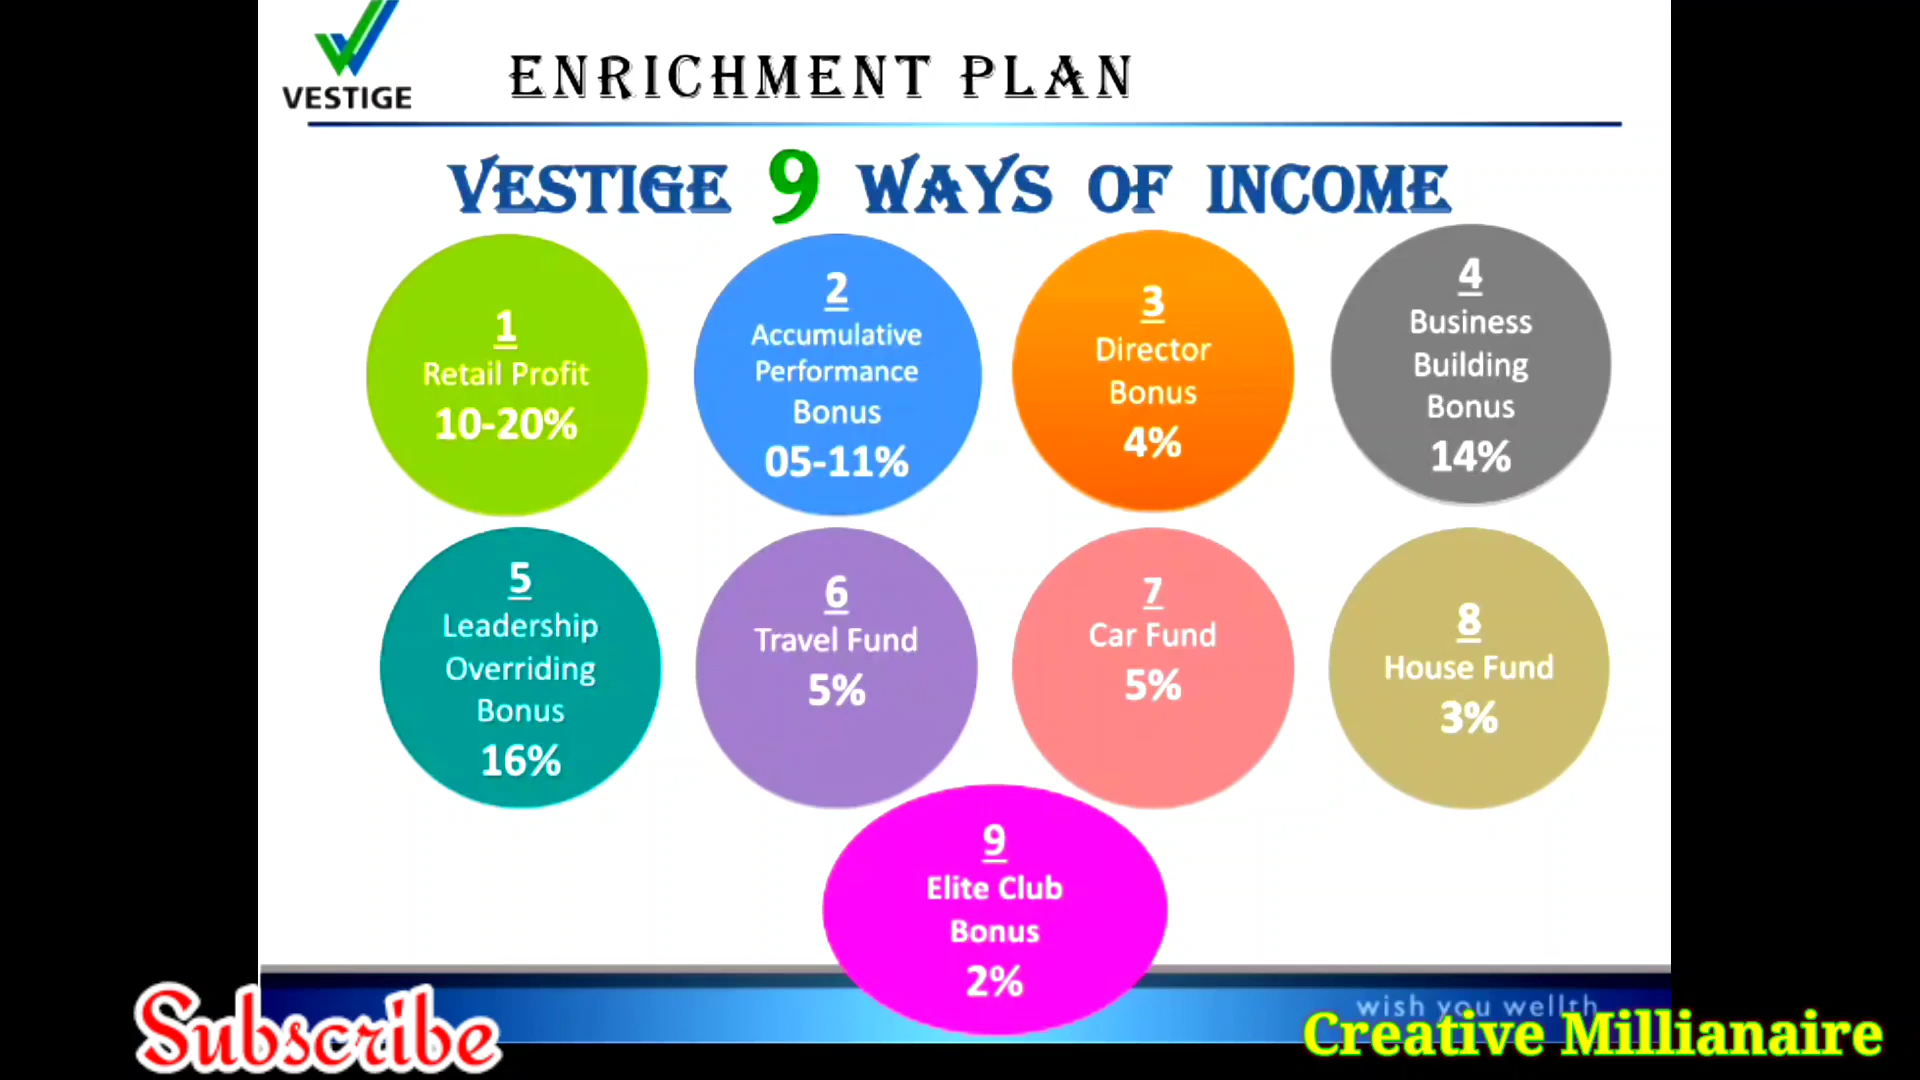 VESTIGE
ENRICHMENT PLAN
VESTIGE 9 WAYS OF INCOME
1
Retail Profit
10-20%
2
Accumulative
Performance
Bonus
05-11%
3
Director
Bonus
4%
4
Business
Building
Bonus
14%
5
Leadership
Overriding
Bonus
16%
6
Travel Fund
5%
7
Car Fund
5%
8
House Fund
3%
9
Elite Club
Bonus
2%
wish you wellth
Subscribe
Creative Millianaire